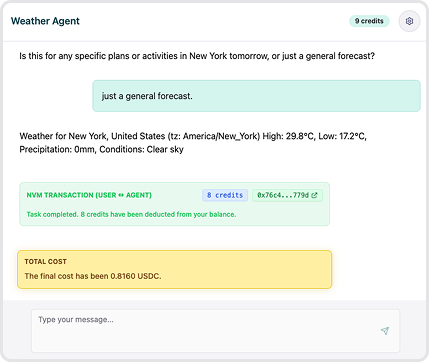 Weather Agent
9 credits
Is this for any specific plans or activities in New York tomorrow, or just a general forecast?
just a general forecast.
Weather for New York, United States (tz: America/New_York) High: 29.8°C, Low: 17.2°C,
Precipitation: 0mm, Conditions: Clear sky
NVM TRANSACTION (USER ↔ AGENT)
8 credits
0x76c4...779d
Task completed. 8 credits have been deducted from your balance.
TOTAL COST
The final cost has been 0.8160 USDC.
Type your message...